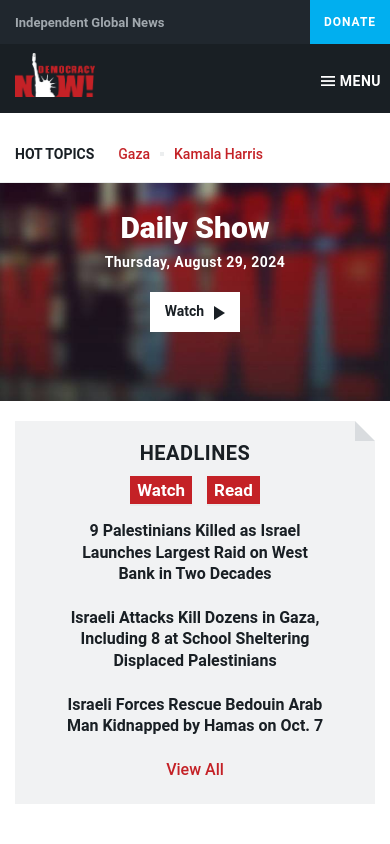 Independent Global News
DONATE
DEMOCRACY
NOW!
MENU
HOT TOPICS
Gaza
Kamala Harris
Daily Show
Thursday, August 29, 2024
Watch
HEADLINES
Watch
Read
9 Palestinians Killed as Israel
Launches Largest Raid on West
Bank in Two Decades
Israeli Attacks Kill Dozens in Gaza,
Including 8 at School Sheltering
Displaced Palestinians
Israeli Forces Rescue Bedouin Arab
Man Kidnapped by Hamas on Oct. 7
View All